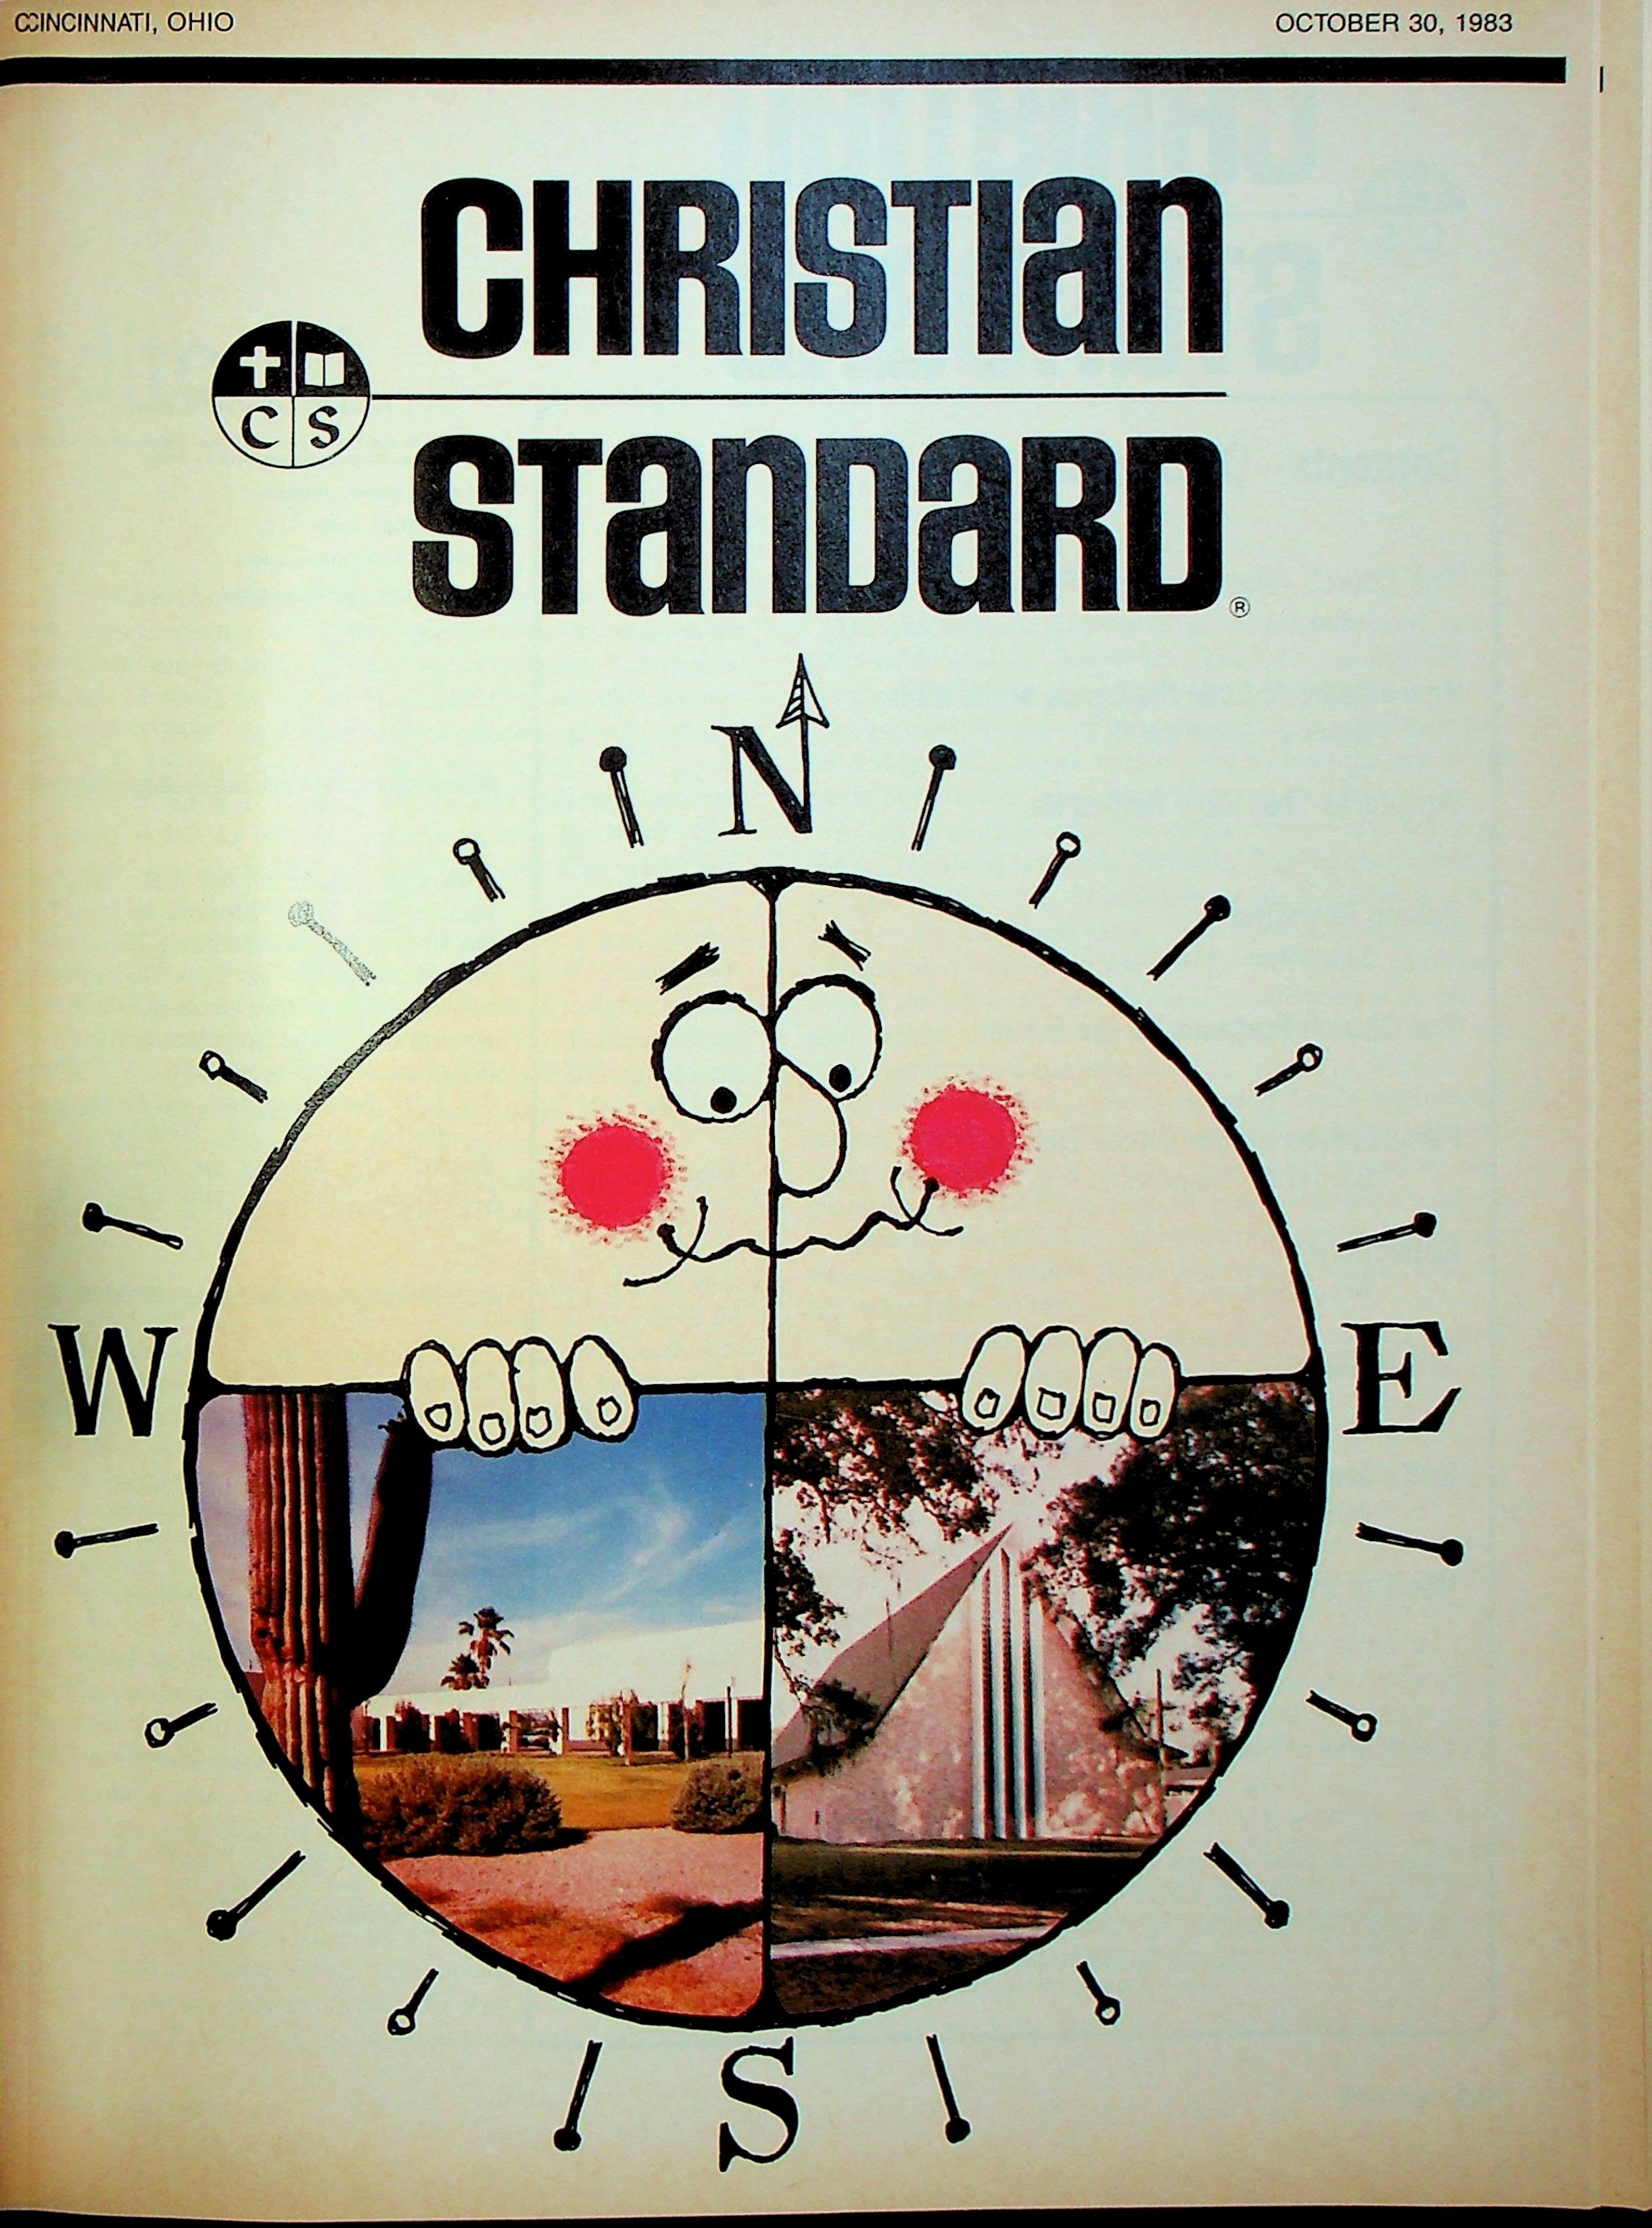 CINCINNATI, OHIO
OCTOBER 30, 1983
CHRISTIAN
C S
STANDARD®
N
W
E
S